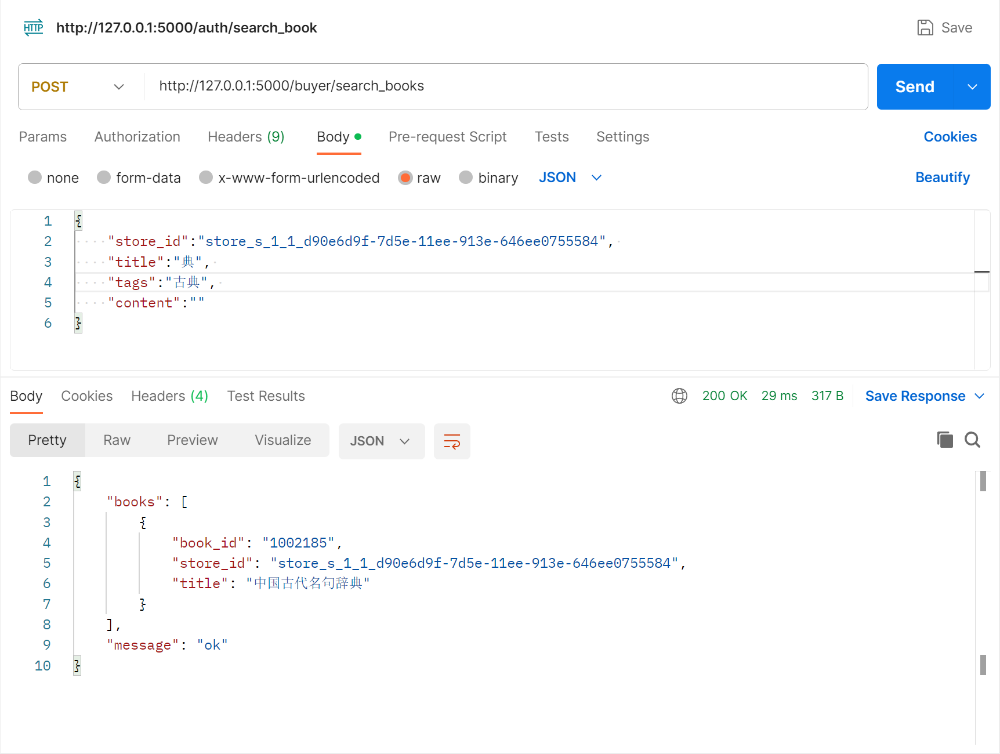 HTTP http://127.0.0.1:5000/auth/search_book Save
POST http://127.0.0.1:5000/buyer/search_books Send
Params Authorization Headers (9) Body Pre-request Script Tests Settings Cookies
none form-data x-www-form-urlencoded raw binary JSON Beautify
1 {
2 "store_id":"store_s_1_1_d90e6d9f-7d5e-11ee-913e-646ee0755584",
3 "title":"典",
4 "tags":"古典",
5 "content":""
6 }
Body Cookies Headers (4) Test Results 200 OK 29 ms 317 B Save Response
Pretty Raw Preview Visualize JSON
1 {
2 "books": [
3 {
4 "book_id": "1002185",
5 "store_id": "store_s_1_1_d90e6d9f-7d5e-11ee-913e-646ee0755584",
6 "title": "中国古代名句辞典"
7 }
8 ],
9 "message": "ok"
10 }